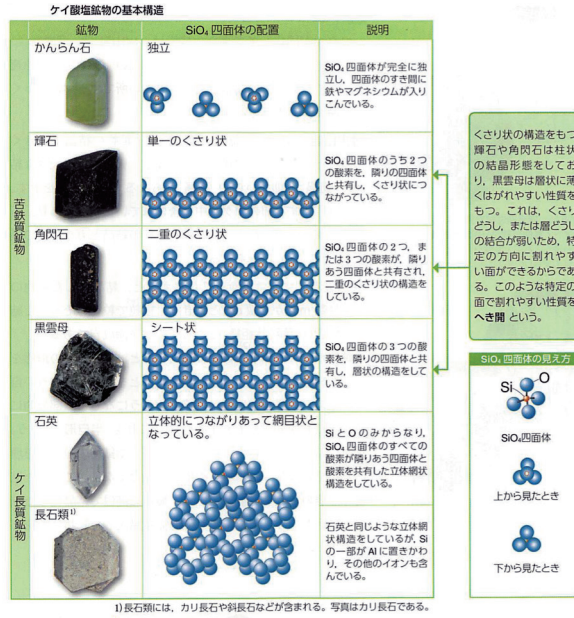 ケイ酸塩鉱物の基本構造
鉱物
SiO₄ 四面体の配置
説明
苦鉄質鉱物
かんらん石
独立
SiO₄ 四面体が完全に独
立し,四面体のすき間に
鉄やマグネシウムが入り
こんでいる。
輝石
単一のくさり状
SiO₄ 四面体のうち2つ
の酸素を,隣りの四面体
と共有し,くさり状につ
ながっている。
角閃石
二重のくさり状
SiO₄ 四面体の2つ,ま
たは3つの酸素が,隣り
あう四面体と共有され,
二重のくさり状の構造を
している。
黒雲母
シート状
SiO₄ 四面体の3つの酸
素を,隣りの四面体と共
有し,層状の構造をして
いる。
ケイ長質鉱物
石英
立体的につながりあって網目状と
なっている。
SiとOのみからなり,
SiO₄ 四面体のすべての
酸素が隣りあう四面体と
酸素を共有した立体網状
構造をしている。
長石類1)
石英と同じような立体網
状構造をしているが,Si
の一部がAlに置きかわ
り,その他のイオンも含
んでいる。
1)長石類には,カリ長石や斜長石などが含まれる。写真はカリ長石である。
くさり状の構造をもつ
輝石や角閃石は柱状
の結晶形態をしてお
り,黒雲母は層状に薄
くはがれやすい性質を
もつ。これは,くさり
どうし,または層どうし
の結合が弱いため,特
定の方向に割れやす
い面ができるからであ
る。このような特定の
面で割れやすい性質を
へき開 という。
SiO₄ 四面体の見え方
Si
O
SiO₄四面体
上から見たとき
下から見たとき